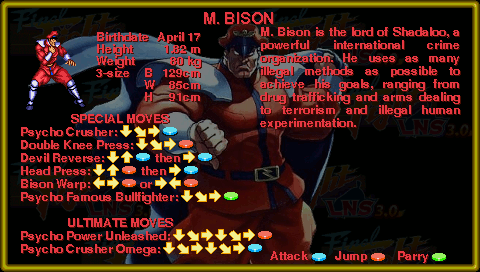 M. BISON
Birthdate April 17
Height 1.82 m
Weight 80 kg
3-size B 129cm
W 85cm
H 91cm
M. Bison is the lord of Shadaloo, a
powerful international crime
organization. He uses as many
illegal methods as possible to
achieve his goals, ranging from
drug trafficking and arms dealing
to terrorism and illegal human
experimentation.
SPECIAL MOVES
Psycho Crusher:
Double Knee Press:
Devil Reverse: then
Head Press: then
Bison Warp: or
Psycho Famous Bullfighter:
ULTIMATE MOVES
Psycho Power Unleashed:
Psycho Crusher Omega:
Attack Jump Parry
LNS 3.0